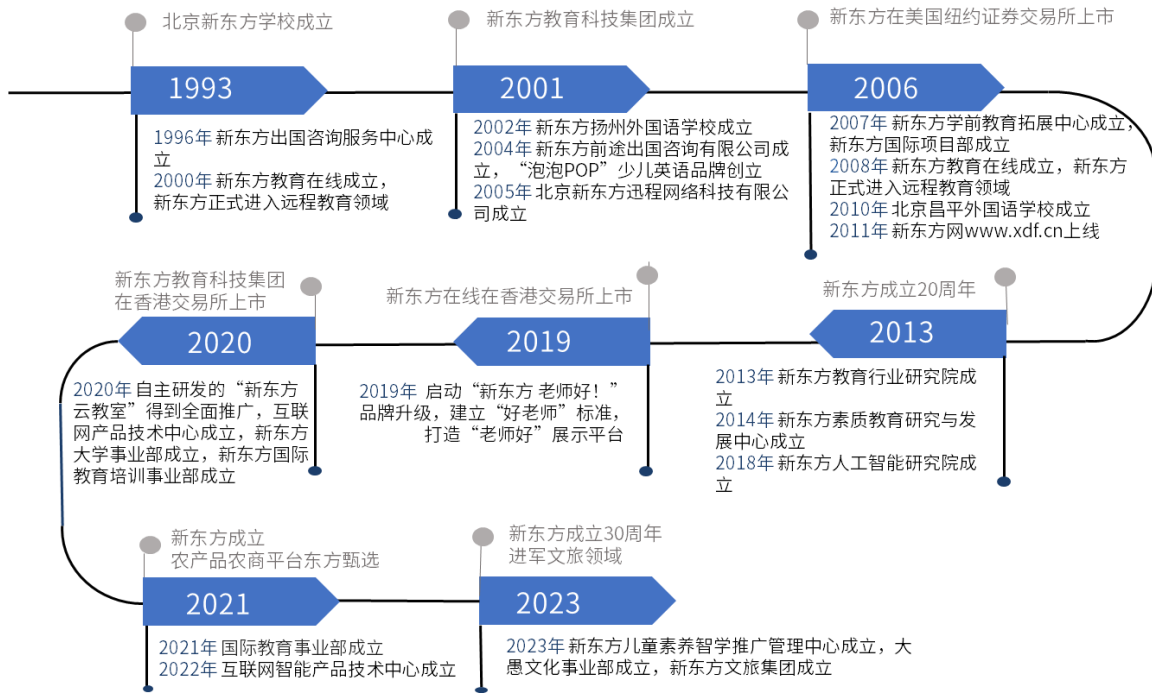 北京新东方学校成立
1993
1996年 新东方出国咨询服务中心成
立
2000年 新东方教育在线成立，
新东方正式进入远程教育领域
新东方教育科技集团成立
2001
2002年 新东方扬州外国语学校成立
2004年 新东方前途出国咨询有限公司成
立，“泡泡POP”少儿英语品牌创立
2005年 北京新东方迅程网络科技有限公
司成立
新东方在美国纽约证券交易所上市
2006
2007年 新东方学前教育拓展中心成立，
新东方国际项目部成立
2008年 新东方教育在线成立，新东方
正式进入远程教育领域
2010年 北京昌平外国语学校成立
2011年 新东方网www.xdf.cn上线
新东方成立20周年
2013
2013年 新东方教育行业研究院成
立
2014年 新东方素质教育研究与发
展中心成立
2018年 新东方人工智能研究院成
立
新东方在线在香港交易所上市
2019
2019年 启动“新东方 老师好！”
品牌升级，建立“好老师”标准，
打造“老师好”展示平台
新东方教育科技集团
在香港交易所上市
2020
2020年 自主研发的“新东方
云教室”得到全面推广，互联
网产品技术中心成立，新东方
大学事业部成立，新东方国际
教育培训事业部成立
新东方成立
农产品农商平台东方甄选
2021
2021年 国际教育事业部成立
2022年 互联网智能产品技术中心成立
新东方成立30周年
进军文旅领域
2023
2023年 新东方儿童素养智学推广管理中心成立，大
愚文化事业部成立，新东方文旅集团成立